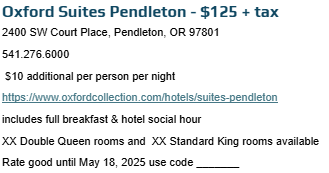 Oxford Suites Pendleton - $125 + tax
2400 SW Court Place, Pendleton, OR 97801
541.276.6000
$10 additional per person per night
https://www.oxfordcollection.com/hotels/suites-pendleton
includes full breakfast & hotel social hour
XX Double Queen rooms and  XX Standard King rooms available
Rate good until May 18, 2025 use code _______